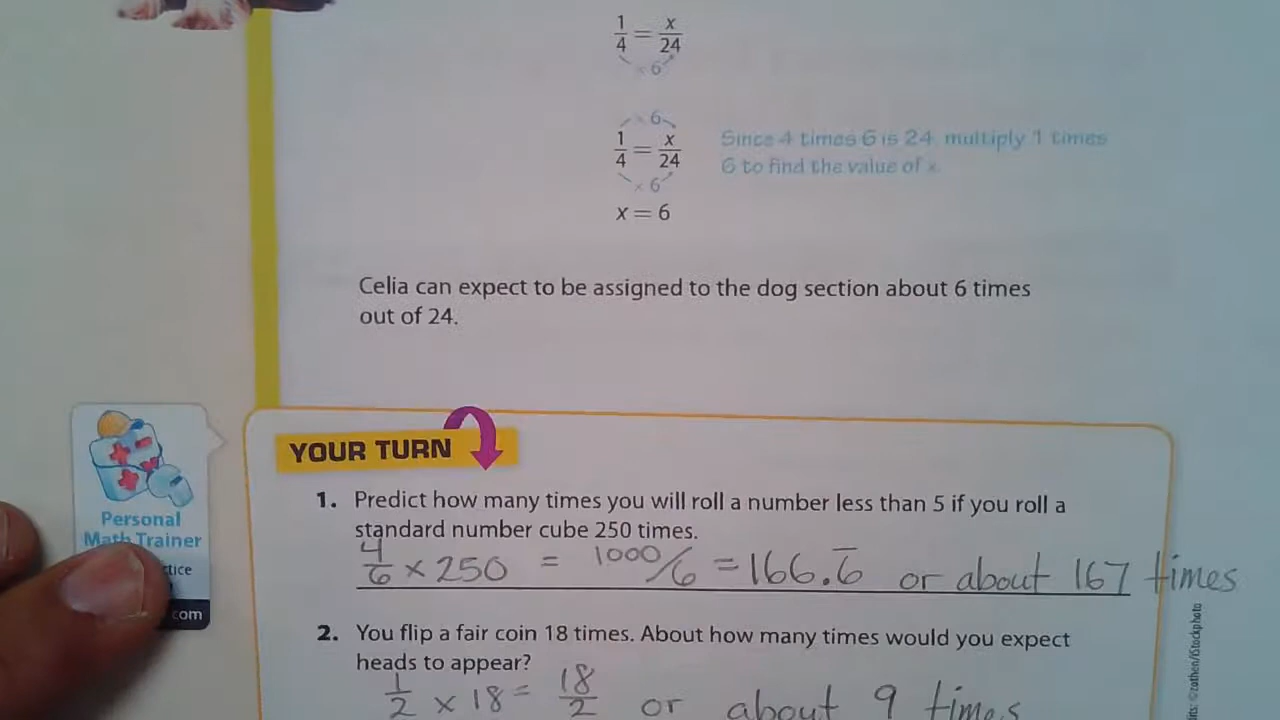 1/4 = x/24
× 6
× 6
1/4 = x/24
Since 4 times 6 is 24, multiply 1 times
6 to find the value of x.
× 6
x = 6
Celia can expect to be assigned to the dog section about 6 times
out of 24.
YOUR TURN
1. Predict how many times you will roll a number less than 5 if you roll a
standard number cube 250 times.
4/6 × 250 = 1000/6 = 166.6̅ or about 167 times
2. You flip a fair coin 18 times. About how many times would you expect
heads to appear?
1/2 × 18 = 18/2 or about 9 times
Personal
Math Trainer
com
©zothen/iStockphoto